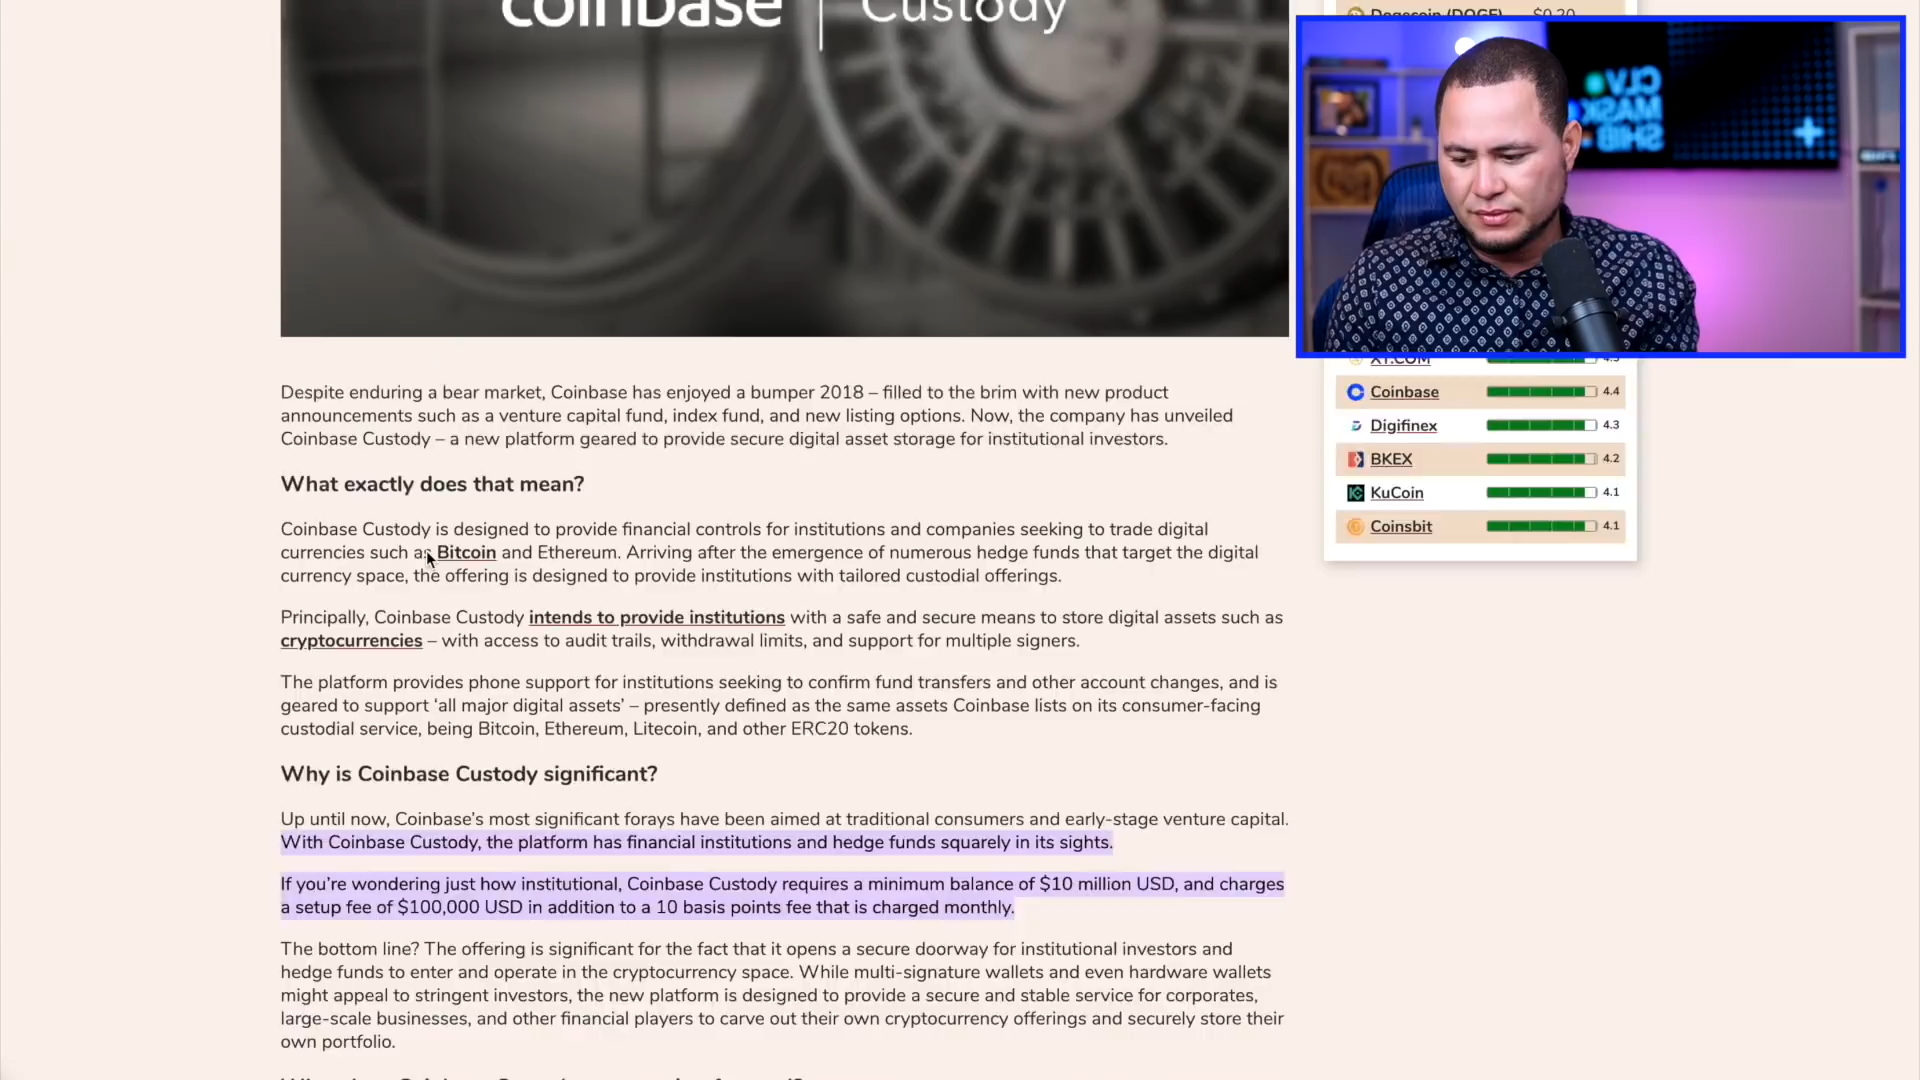 coinbase | Custody
Dogecoin (DOGE) $0.20
CLV
MASK
SHIB
XT.COM 4.3
Coinbase 4.4
Digifinex 4.3
BKEX 4.2
KuCoin 4.1
Coinsbit 4.1
Despite enduring a bear market, Coinbase has enjoyed a bumper 2018 – filled to the brim with new product
announcements such as a venture capital fund, index fund, and new listing options. Now, the company has unveiled
Coinbase Custody – a new platform geared to provide secure digital asset storage for institutional investors.
What exactly does that mean?
Coinbase Custody is designed to provide financial controls for institutions and companies seeking to trade digital
currencies such as Bitcoin and Ethereum. Arriving after the emergence of numerous hedge funds that target the digital
currency space, the offering is designed to provide institutions with tailored custodial offerings.
Principally, Coinbase Custody intends to provide institutions with a safe and secure means to store digital assets such as
cryptocurrencies – with access to audit trails, withdrawal limits, and support for multiple signers.
The platform provides phone support for institutions seeking to confirm fund transfers and other account changes, and is
geared to support ‘all major digital assets’ – presently defined as the same assets Coinbase lists on its consumer-facing
custodial service, being Bitcoin, Ethereum, Litecoin, and other ERC20 tokens.
Why is Coinbase Custody significant?
Up until now, Coinbase’s most significant forays have been aimed at traditional consumers and early-stage venture capital.
With Coinbase Custody, the platform has financial institutions and hedge funds squarely in its sights.
If you’re wondering just how institutional, Coinbase Custody requires a minimum balance of $10 million USD, and charges
a setup fee of $100,000 USD in addition to a 10 basis points fee that is charged monthly.
The bottom line? The offering is significant for the fact that it opens a secure doorway for institutional investors and
hedge funds to enter and operate in the cryptocurrency space. While multi-signature wallets and even hardware wallets
might appeal to stringent investors, the new platform is designed to provide a secure and stable service for corporates,
large-scale businesses, and other financial players to carve out their own cryptocurrency offerings and securely store their
own portfolio.